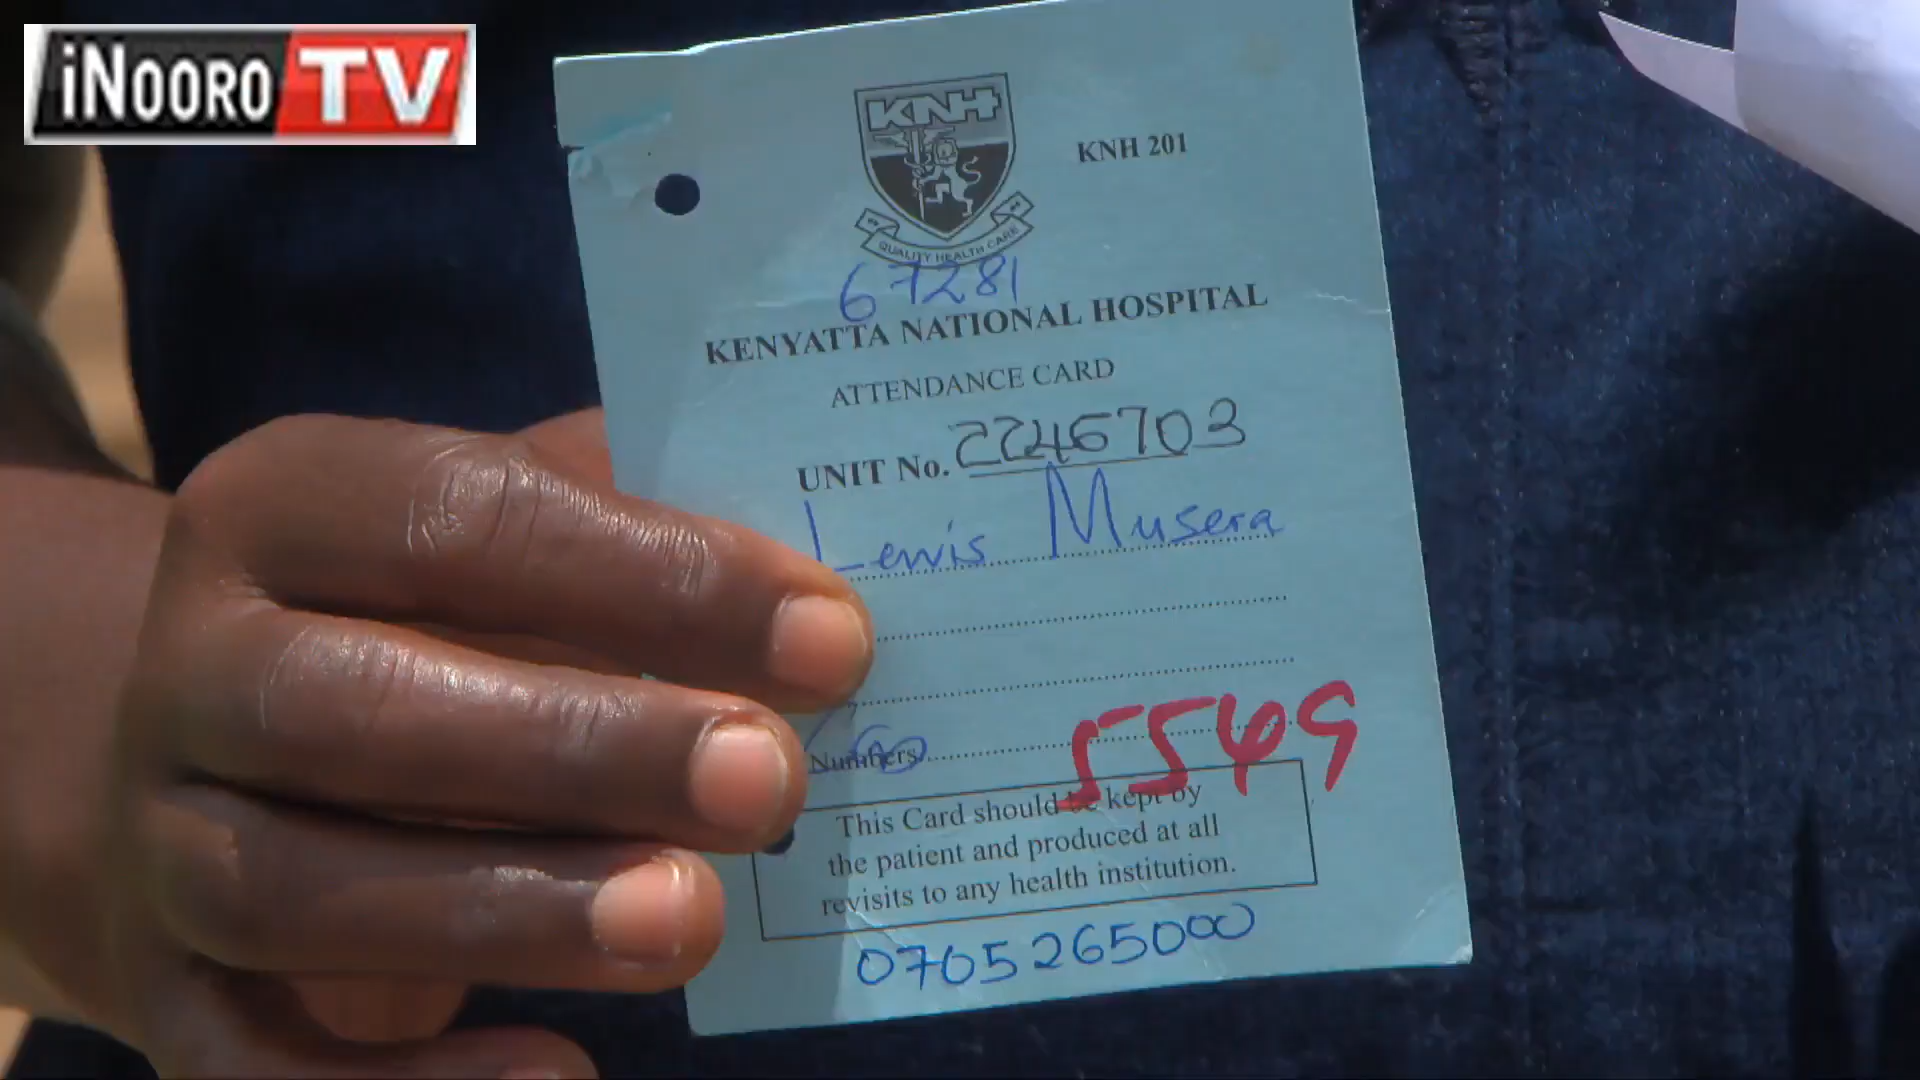 iNOORO TV
KNH
KNH 201
QUALITY HEALTH CARE
67281
KENYATTA NATIONAL HOSPITAL
ATTENDANCE CARD
UNIT No. 2246703
Lewis Musera
Numbers
5549
This Card should be kept by
the patient and produced at all
revisits to any health institution.
0705265000